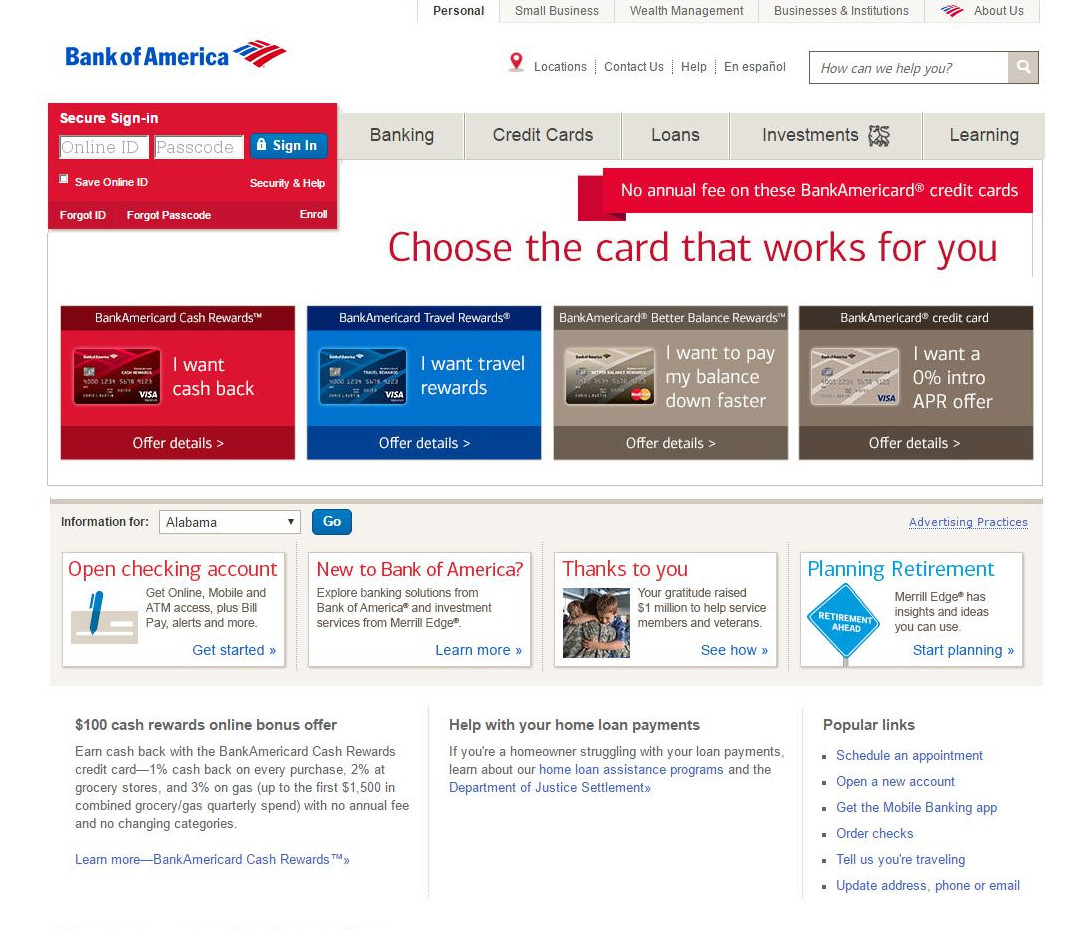 Personal
Small Business
Wealth Management
Businesses & Institutions
About Us
Bank of America
Locations
Contact Us
Help
En español
How can we help you?
Secure Sign-in
Online ID
Passcode
Sign In
Save Online ID
Security & Help
Forgot ID
Forgot Passcode
Enroll
Banking
Credit Cards
Loans
Investments
Learning
No annual fee on these BankAmericard® credit cards
Choose the card that works for you
BankAmericard Cash Rewards™
I want
cash back
VISA
Offer details >
BankAmericard Travel Rewards®
I want travel
rewards
VISA
Offer details >
BankAmericard® Better Balance Rewards™
I want to pay
my balance
down faster
Offer details >
BankAmericard® credit card
I want a
0% intro
APR offer
VISA
Offer details >
Information for:
Alabama
Go
Advertising Practices
Open checking account
Get Online, Mobile and
ATM access, plus Bill
Pay, alerts and more.
Get started »
New to Bank of America?
Explore banking solutions from
Bank of America® and investment
services from Merrill Edge®.
Learn more »
Thanks to you
Your gratitude raised
$1 million to help service
members and veterans.
See how »
Planning Retirement
RETIREMENT
AHEAD
Merrill Edge® has
insights and ideas
you can use.
Start planning »
$100 cash rewards online bonus offer
Earn cash back with the BankAmericard Cash Rewards
credit card—1% cash back on every purchase, 2% at
grocery stores, and 3% on gas (up to the first $1,500 in
combined grocery/gas quarterly spend) with no annual fee
and no changing categories.
Learn more—BankAmericard Cash Rewards™»
Help with your home loan payments
If you're a homeowner struggling with your loan payments,
learn about our home loan assistance programs and the
Department of Justice Settlement»
Popular links
Schedule an appointment
Open a new account
Get the Mobile Banking app
Order checks
Tell us you're traveling
Update address, phone or email